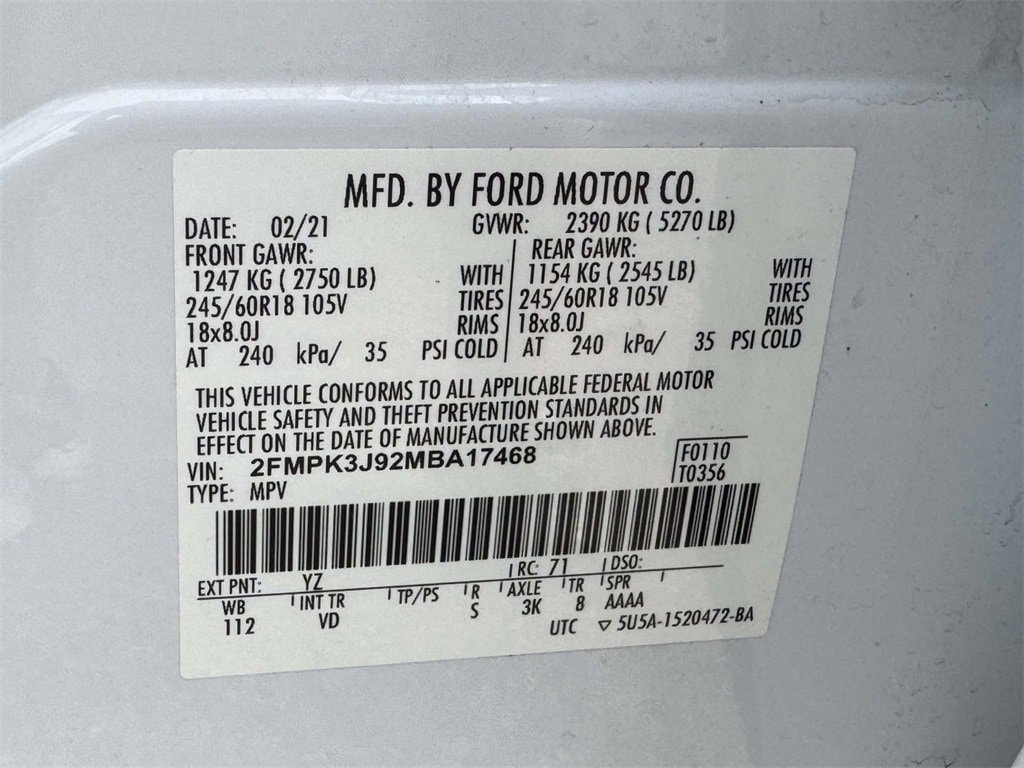 MFD. BY FORD MOTOR CO.
DATE: 02/21 GVWR: 2390 KG ( 5270 LB)
FRONT GAWR: REAR GAWR:
1247 KG ( 2750 LB) WITH 1154 KG ( 2545 LB) WITH
245/60R18 105V TIRES 245/60R18 105V TIRES
18x8.0J RIMS 18x8.0J RIMS
AT 240 kPa/ 35 PSI COLD AT 240 kPa/ 35 PSI COLD
THIS VEHICLE CONFORMS TO ALL APPLICABLE FEDERAL MOTOR
VEHICLE SAFETY AND THEFT PREVENTION STANDARDS IN
EFFECT ON THE DATE OF MANUFACTURE SHOWN ABOVE.
VIN: 2FMPK3J92MBA17468 F0110
TYPE: MPV T0356
EXT PNT: YZ RC: 71 DSO:
WB INT TR TP/PS R AXLE TR SPR
112 VD S 3K 8 AAAA
UTC ▽ 5U5A-1520472-BA